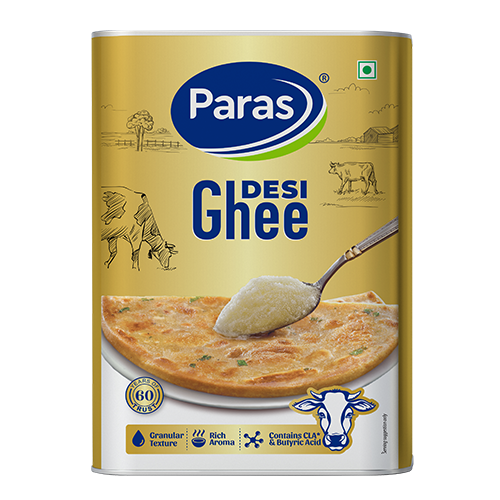 Paras®
DESI
Ghee
YEARS OF
60
TRUST
Granular
Texture
Rich
Aroma
Contains CLA*
& Butyric Acid
Serving suggestion only